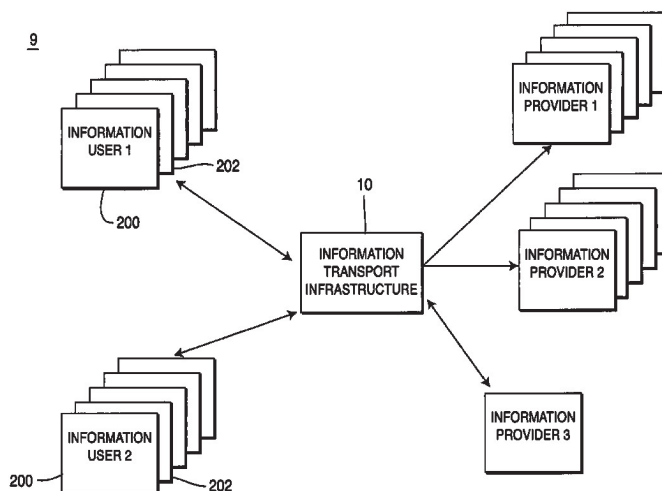 9
INFORMATION
USER 1
202
200
INFORMATION
PROVIDER 1
10
INFORMATION
TRANSPORT
INFRASTRUCTURE
INFORMATION
PROVIDER 2
INFORMATION
USER 2
200
202
INFORMATION
PROVIDER 3